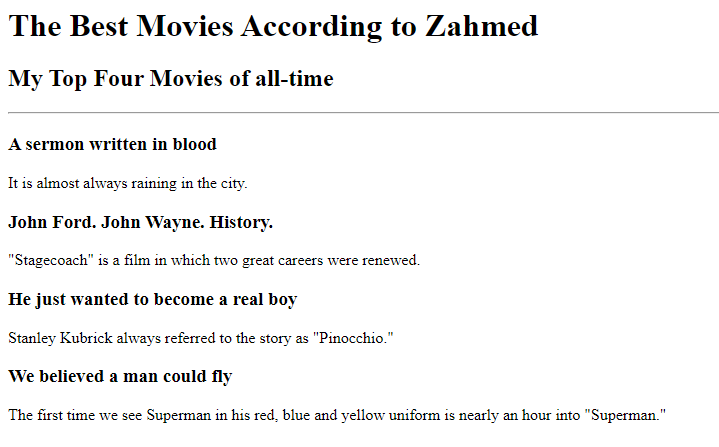 The Best Movies According to Zahmed
My Top Four Movies of all-time
A sermon written in blood
It is almost always raining in the city.
John Ford. John Wayne. History.
"Stagecoach" is a film in which two great careers were renewed.
He just wanted to become a real boy
Stanley Kubrick always referred to the story as "Pinocchio."
We believed a man could fly
The first time we see Superman in his red, blue and yellow uniform is nearly an hour into "Superman."